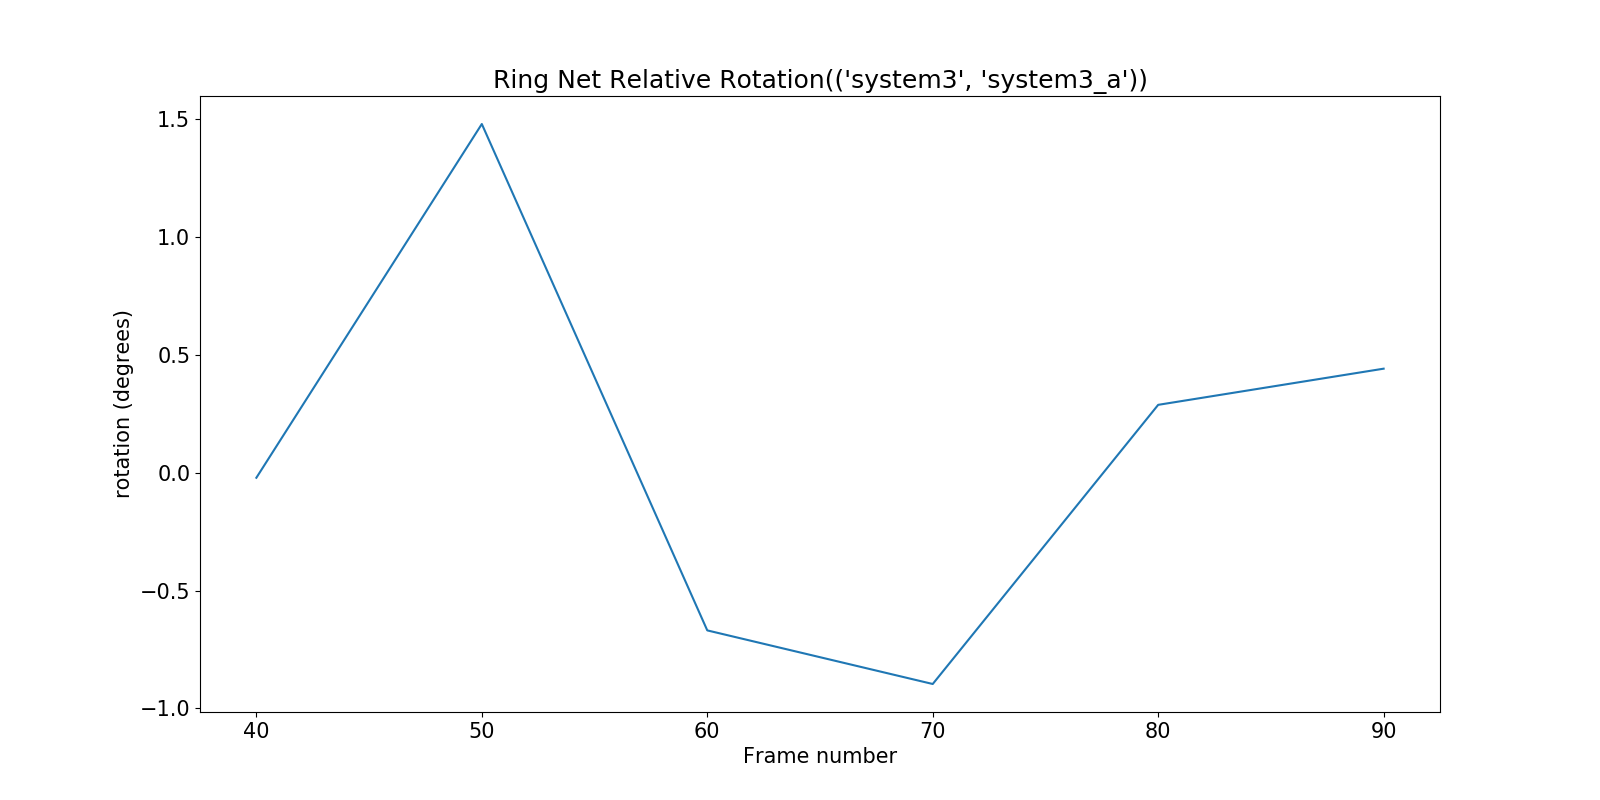 Ring Net Relative Rotation(('system3', 'system3_a'))
1.5
1.0
0.5
0.0
−0.5
−1.0
rotation (degrees)
40 50 60 70 80 90
Frame number